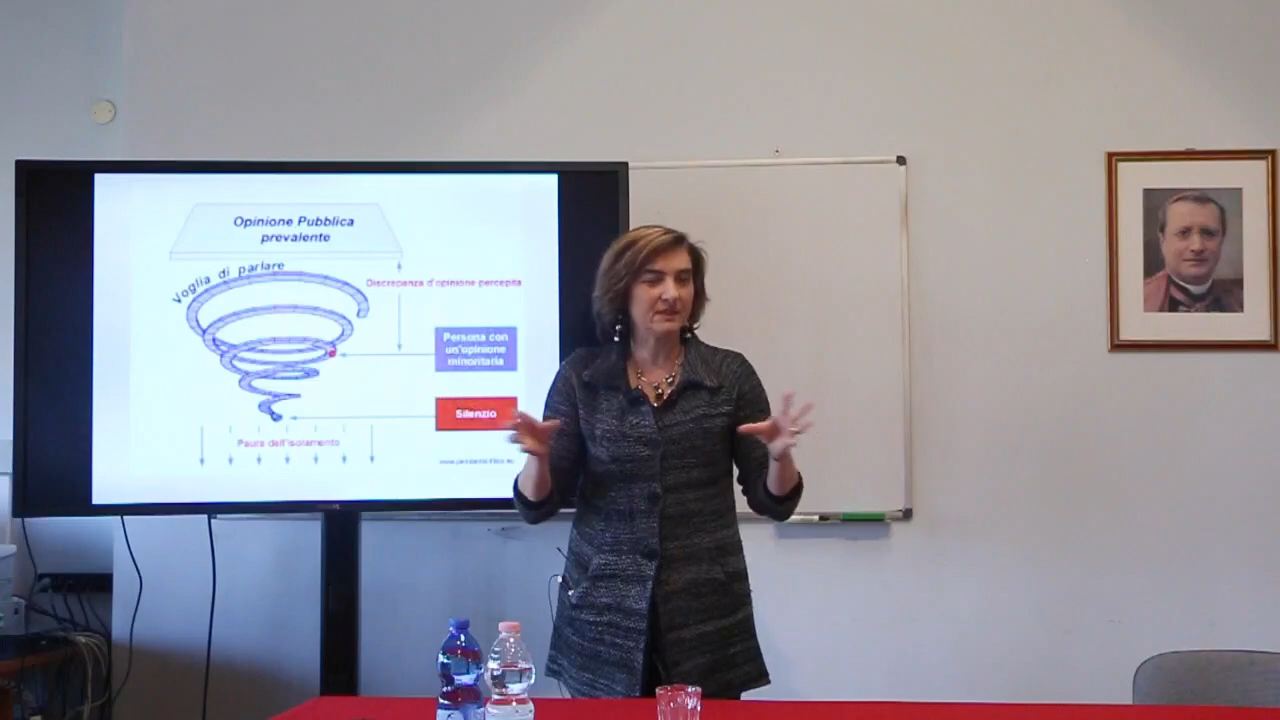 Opinione Pubblica
prevalente
Voglia di parlare
Discrepanza d'opinione percepita
Persona con
un'opinione
minoritaria
Silenzio
Paura dell'isolamento